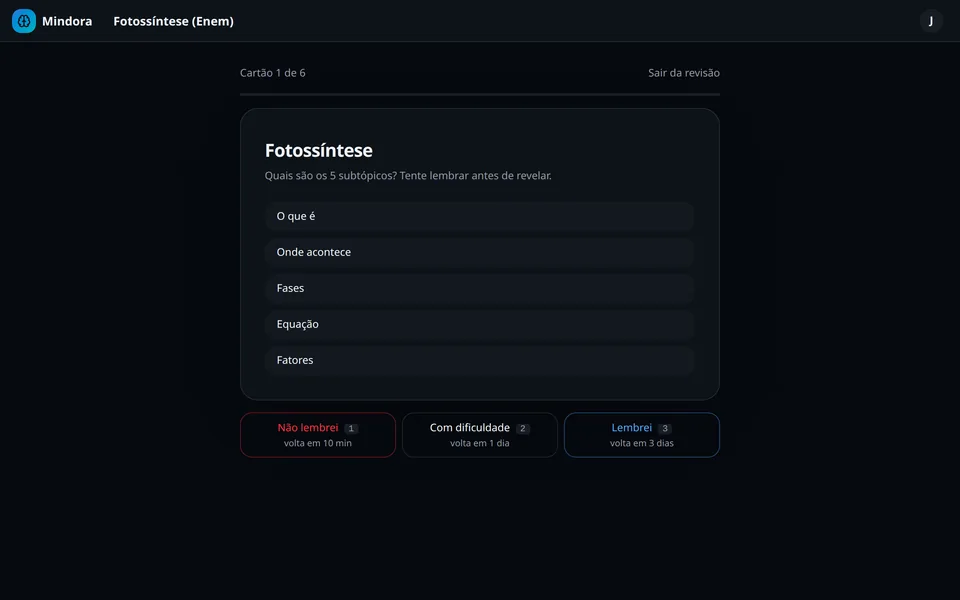 Mindora
Fotossíntese (Enem)
J
Cartão 1 de 6
Sair da revisão
Fotossíntese
Quais são os 5 subtópicos? Tente lembrar antes de revelar.
O que é
Onde acontece
Fases
Equação
Fatores
Não lembrei 1
volta em 10 min
Com dificuldade 2
volta em 1 dia
Lembrei 3
volta em 3 dias